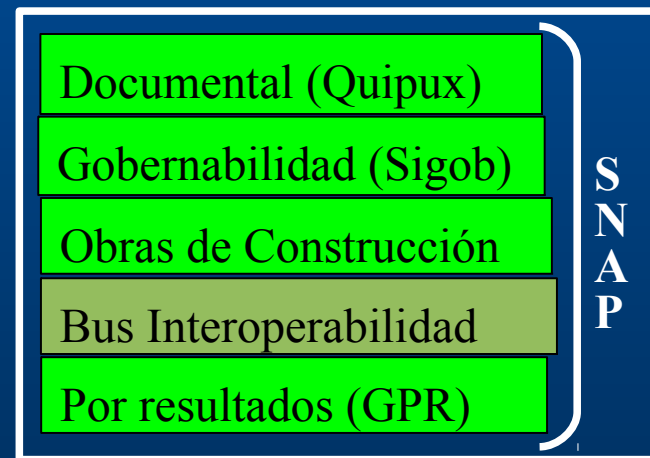 Documental (Quipux)
Gobernabilidad (Sigob)
Obras de Construcción
Bus Interoperabilidad
Por resultados (GPR)
S
N
A
P